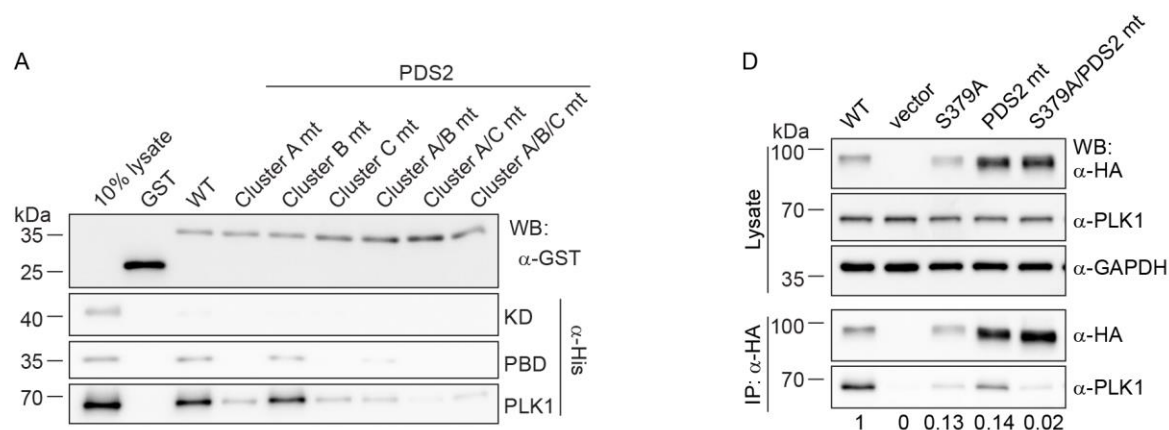 A
PDS2
10% lysate
GST
WT
Cluster A mt
Cluster B mt
Cluster C mt
Cluster A/B mt
Cluster A/C mt
Cluster A/B/C mt
kDa
35
25
WB:
α-GST
40
KD
35
PBD
70
PLK1
α-His
D
WT
vector
S379A
PDS2 mt
S379A/PDS2 mt
kDa
100
WB:
α-HA
70
α-PLK1
35
α-GAPDH
Lysate
100
α-HA
70
α-PLK1
IP: α-HA
1 0 0.13 0.14 0.02